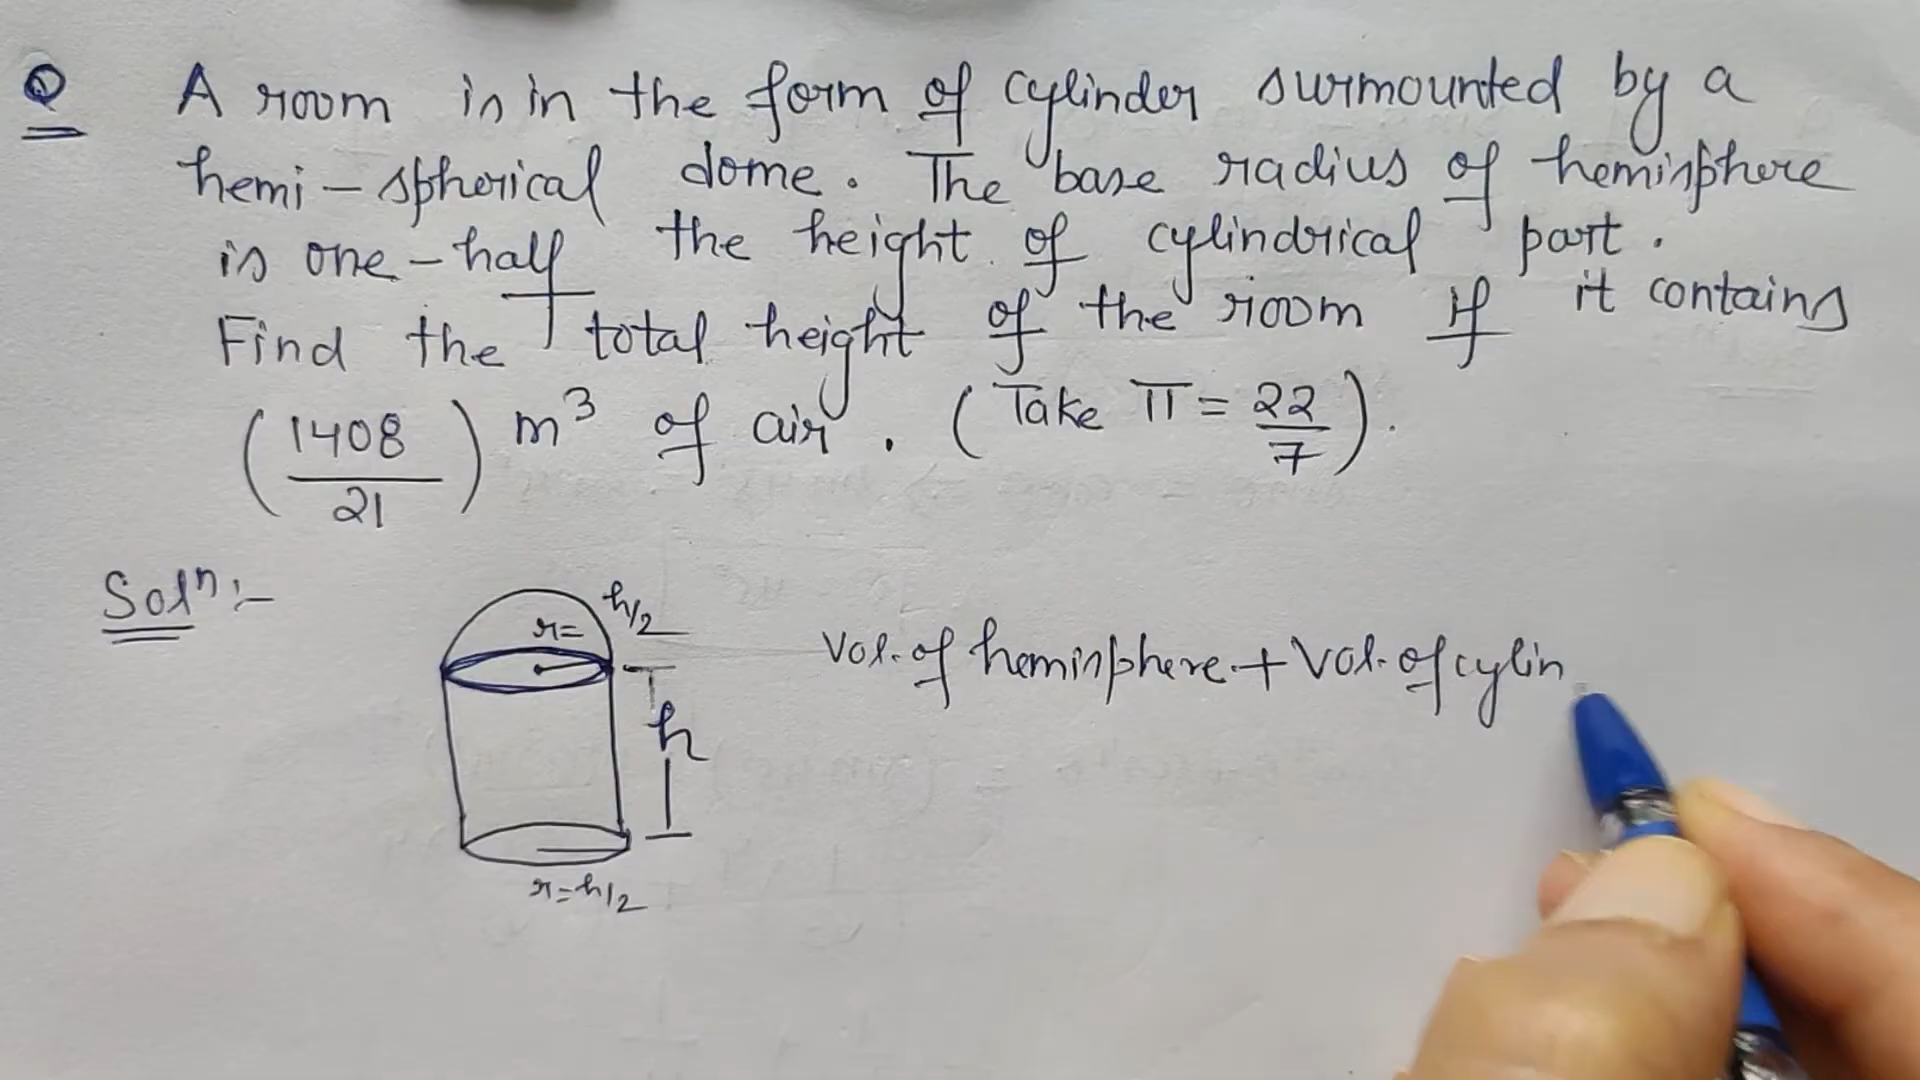 Q A room is in the form of cylinder surmounted by a
hemi-spherical dome. The base radius of hemisphere
is one-half the height of cylindrical part.
Find the total height of the room if it contains
(1408/21) m³ of air. (Take π = 22/7).
Solⁿ:-
r= h/2
Vol. of hemisphere + Vol. of cylin
h
r=h/2